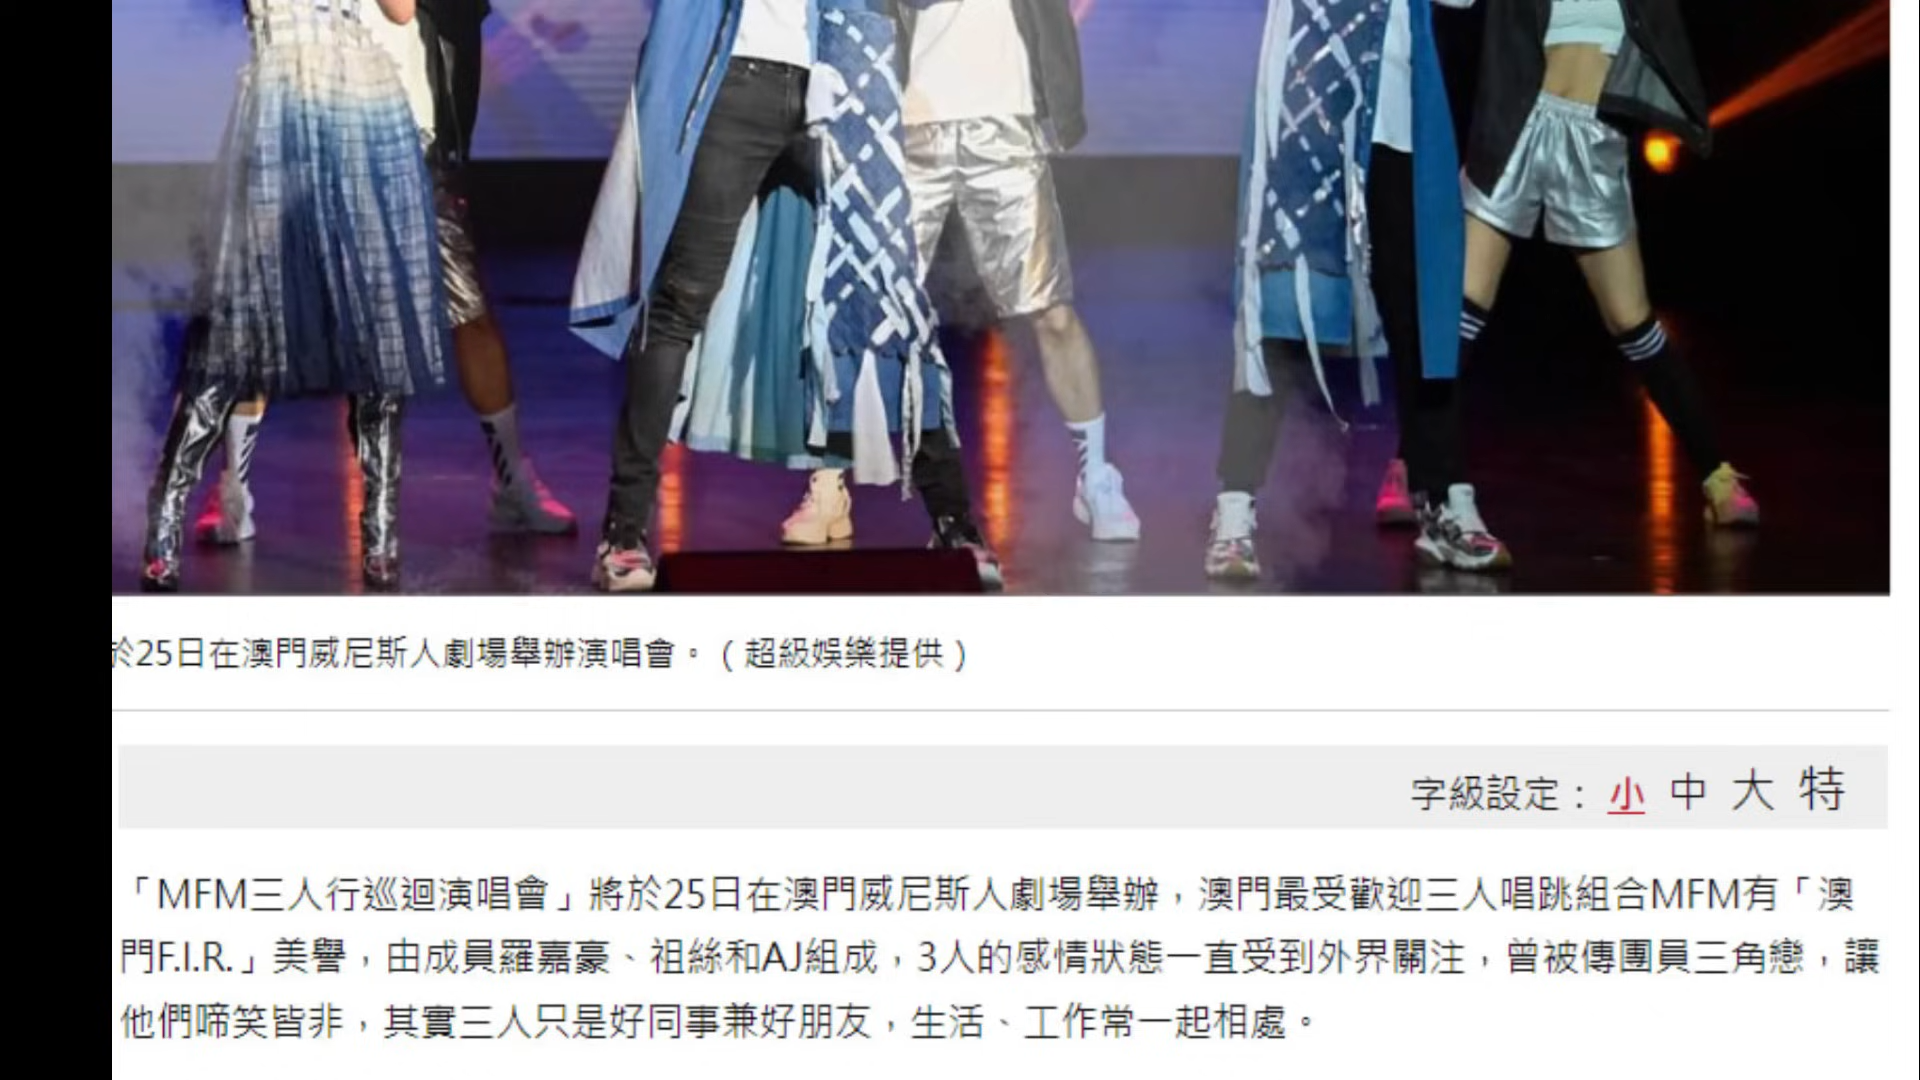 於25日在澳門威尼斯人劇場舉辦演唱會。（超級娛樂提供）
字級設定：小 中 大 特
「MFM三人行巡迴演唱會」將於25日在澳門威尼斯人劇場舉辦，澳門最受歡迎三人唱跳組合MFM有「澳
門F.I.R.」美譽，由成員羅嘉豪、祖絲和AJ組成，3人的感情狀態一直受到外界關注，曾被傳團員三角戀，讓
他們啼笑皆非，其實三人只是好同事兼好朋友，生活、工作常一起相處。